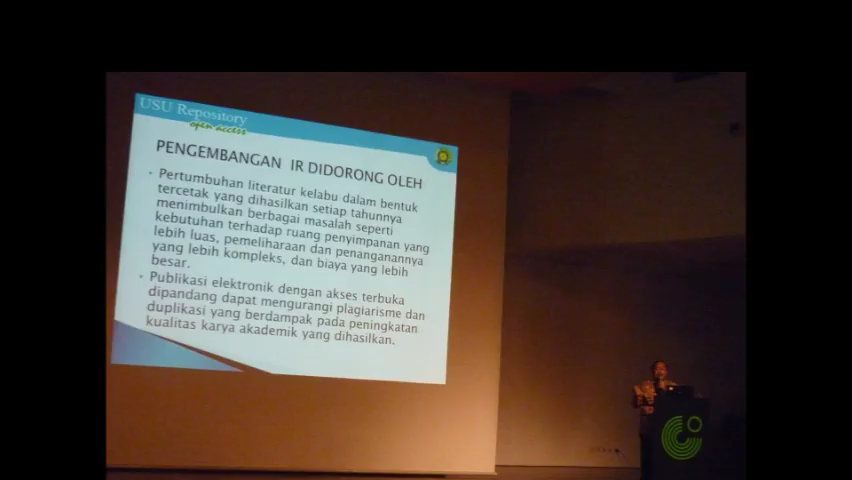 USU Repository
open access
PENGEMBANGAN IR DIDORONG OLEH
• Pertumbuhan literatur kelabu dalam bentuk
tercetak yang dihasilkan setiap tahunnya
menimbulkan berbagai masalah seperti
kebutuhan terhadap ruang penyimpanan yang
lebih luas, pemeliharaan dan penanganannya
yang lebih kompleks, dan biaya yang lebih
besar.
• Publikasi elektronik dengan akses terbuka
dipandang dapat mengurangi plagiarisme dan
duplikasi yang berdampak pada peningkatan
kualitas karya akademik yang dihasilkan.